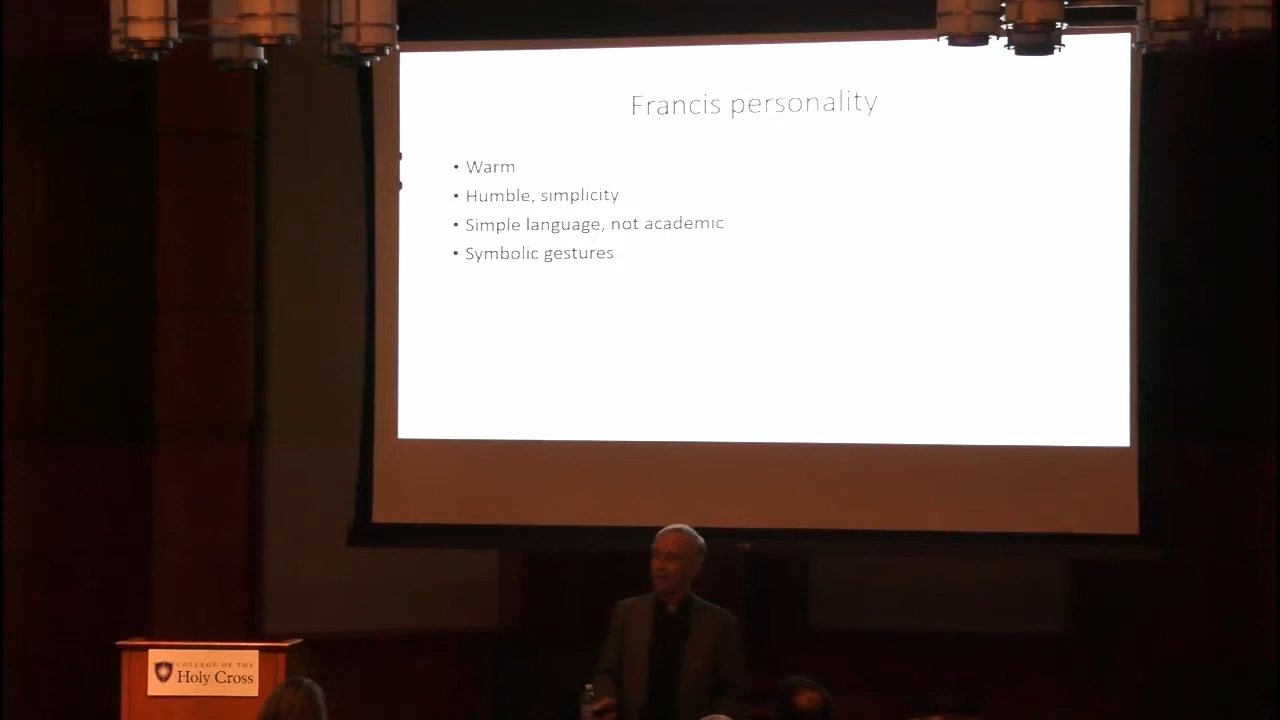 Francis personality
• Warm
• Humble, simplicity
• Simple language, not academic
• Symbolic gestures
COLLEGE OF THE
Holy Cross